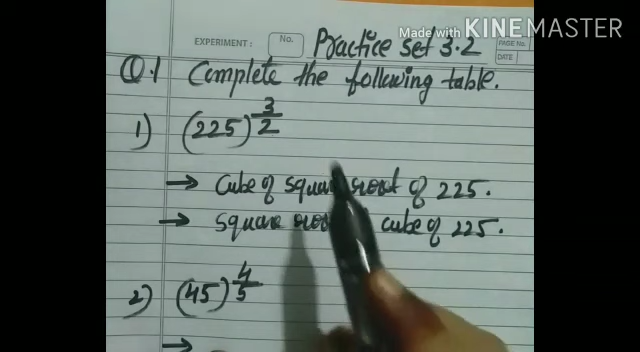 Made with KINEMASTER
EXPERIMENT : No. Practice Set 3.2 PAGE No.
DATE
Q.1 Complete the following table.
1) (225)^3/2
→ Cube of square root of 225.
→ Square root cube of 225.
2) (45)^4/5
→